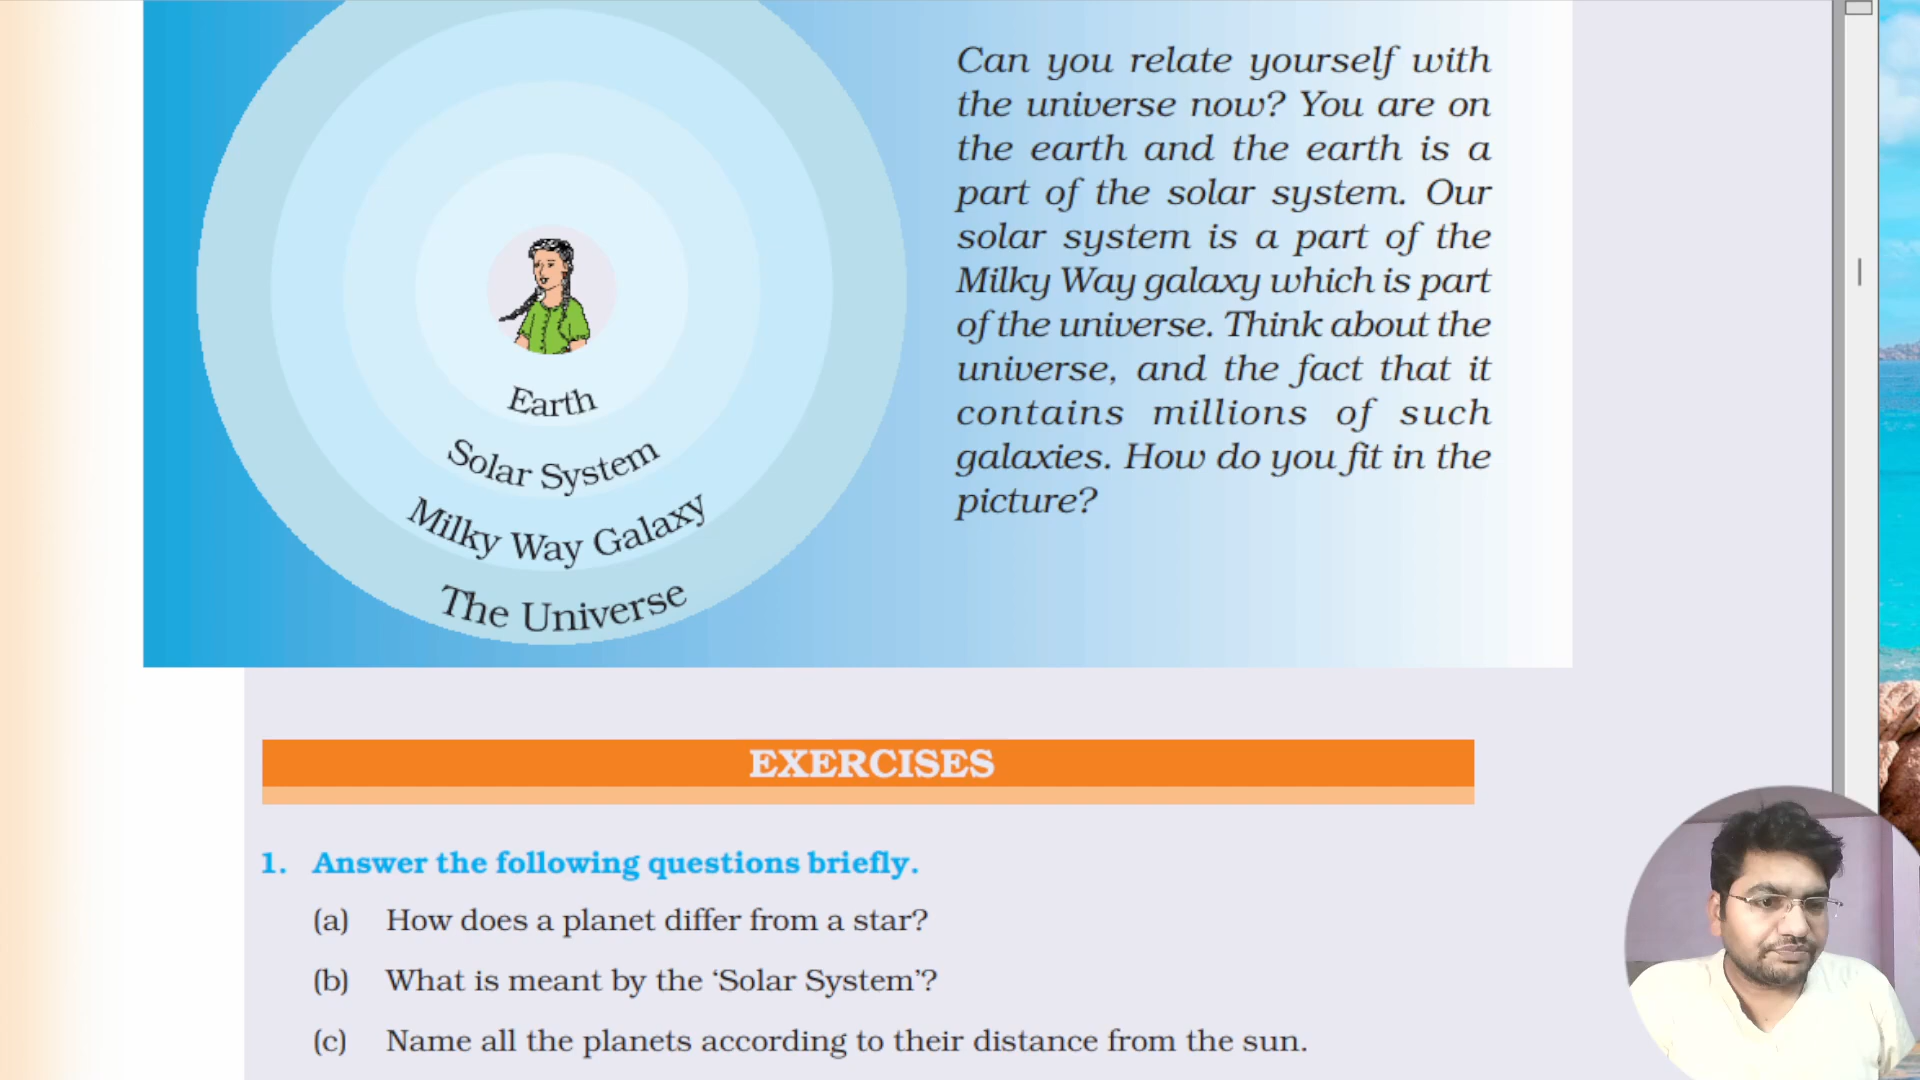 Can you relate yourself with
the universe now? You are on
the earth and the earth is a
part of the solar system. Our
solar system is a part of the
Milky Way galaxy which is part
of the universe. Think about the
universe, and the fact that it
contains millions of such
galaxies. How do you fit in the
picture?
Earth
Solar System
Milky Way Galaxy
The Universe
EXERCISES
1. Answer the following questions briefly.
(a) How does a planet differ from a star?
(b) What is meant by the ‘Solar System’?
(c) Name all the planets according to their distance from the sun.